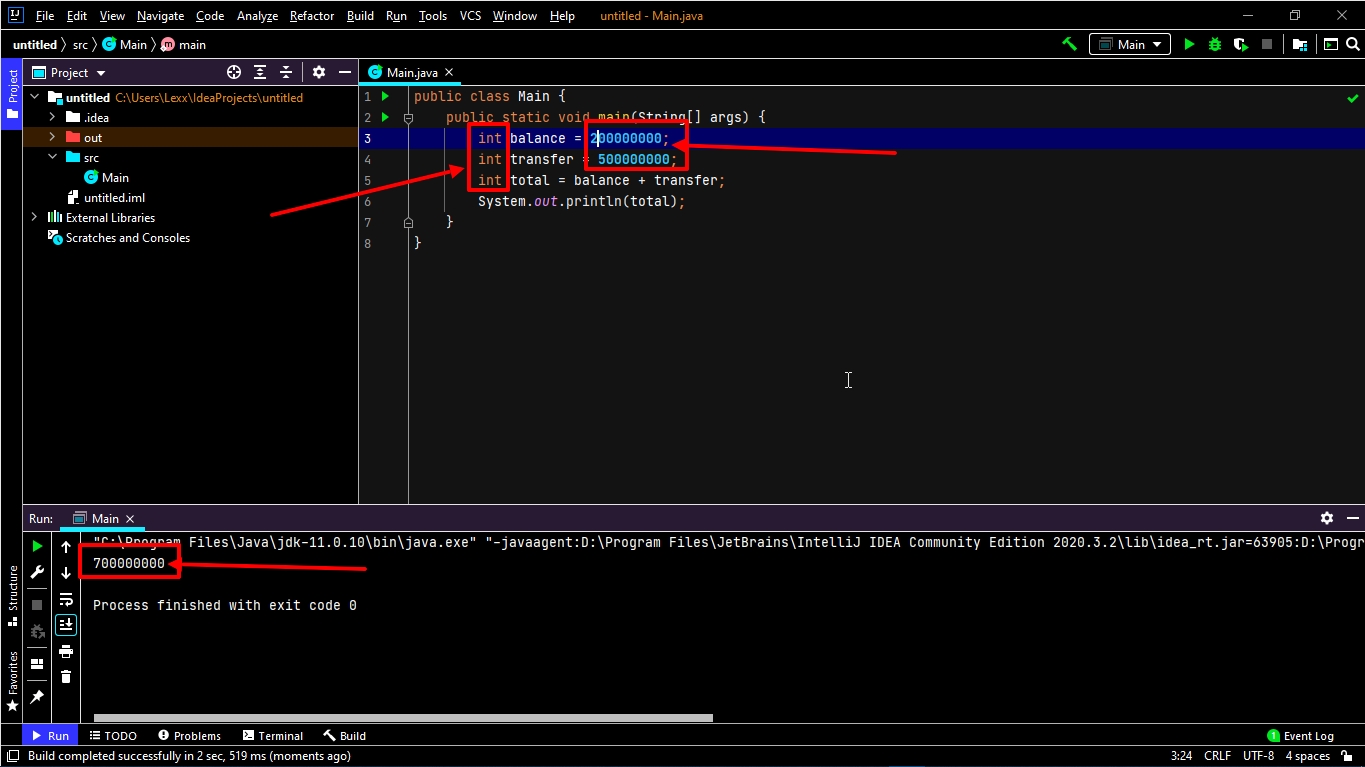 File Edit View Navigate Code Analyze Refactor Build Run Tools VCS Window Help untitled - Main.java
untitled src Main main Main
Project
Project
Main.java
untitled C:\Users\Lexx\IdeaProjects\untitled
.idea
out
src
Main
untitled.iml
External Libraries
Scratches and Consoles
1 public class Main {
2 public static void main(String[] args) {
3 int balance = 200000000;
4 int transfer = 500000000;
5 int total = balance + transfer;
6 System.out.println(total);
7 }
8 }
Run: Main
"C:\Program Files\Java\jdk-11.0.10\bin\java.exe" "-javaagent:D:\Program Files\JetBrains\IntelliJ IDEA Community Edition 2020.3.2\lib\idea_rt.jar=63905:D:\Progr
700000000
Process finished with exit code 0
Structure
Favorites
Run TODO Problems Terminal Build 1 Event Log
Build completed successfully in 2 sec, 519 ms (moments ago) 3:24 CRLF UTF-8 4 spaces